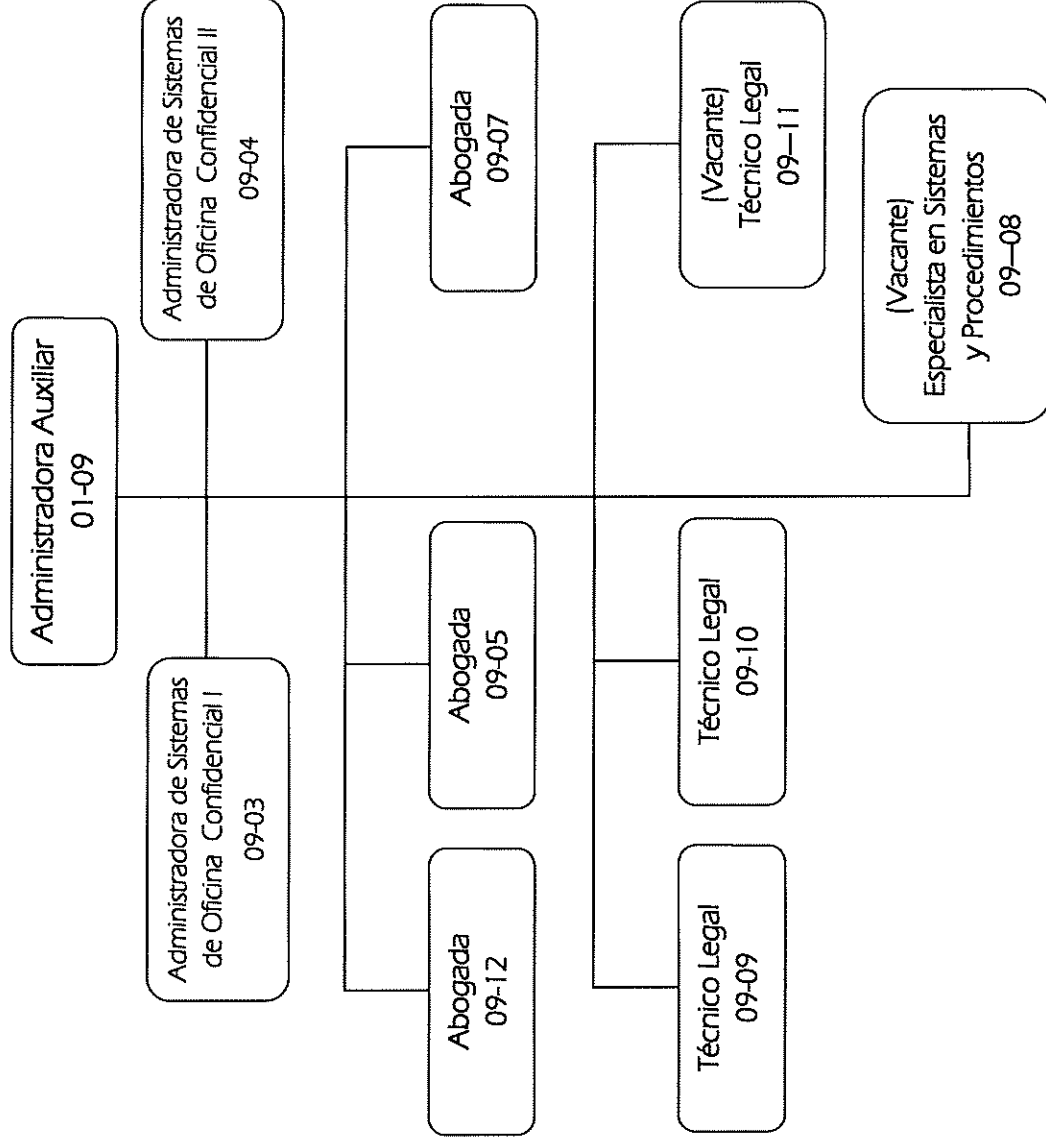 Administradora Auxiliar
01-09
Administradora de Sistemas
de Oficina Confidencial I
09-03
Administradora de Sistemas
de Oficina Confidencial II
09-04
Abogada
09-12
Abogada
09-05
Abogada
09-07
Técnico Legal
09-09
Técnico Legal
09-10
(Vacante)
Técnico Legal
09—11
(Vacante)
Especialista en Sistemas
y Procedimientos
09—08